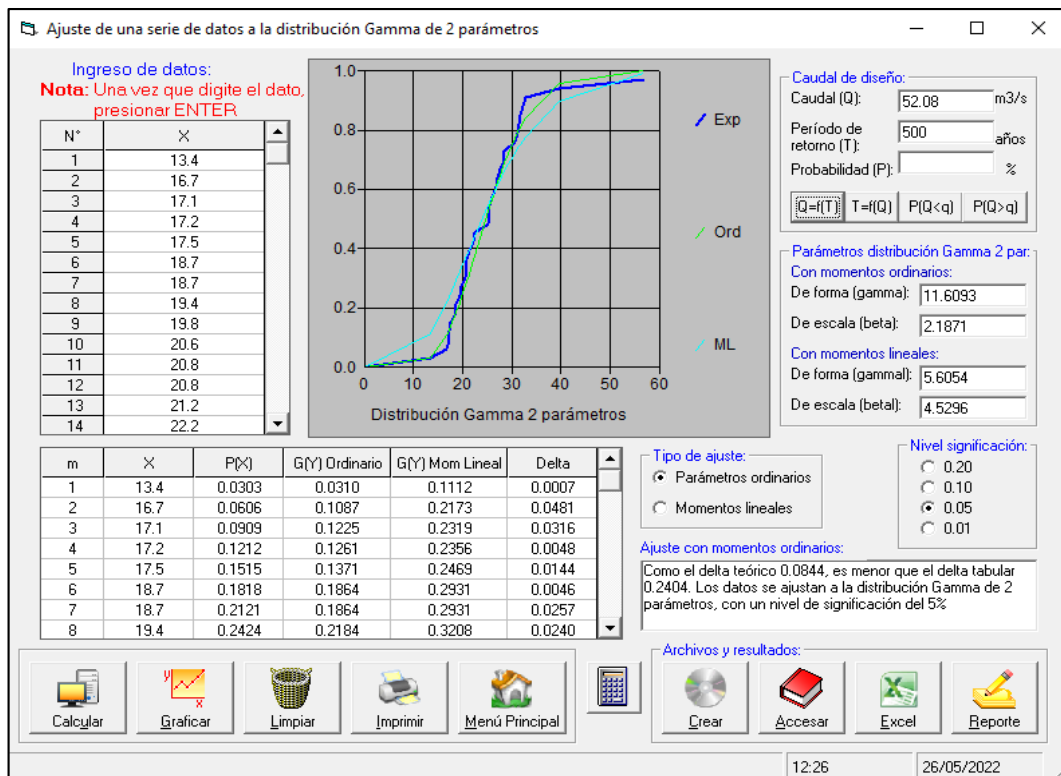 Ajuste de una serie de datos a la distribución Gamma de 2 parámetros
Ingreso de datos:
Nota: Una vez que digite el dato,
presionar ENTER
N° X
1 13.4
2 16.7
3 17.1
4 17.2
5 17.5
6 18.7
7 18.7
8 19.4
9 19.8
10 20.6
11 20.8
12 20.8
13 21.2
14 22.2
1.0
0.8
0.6
0.4
0.2
0.0
0 10 20 30 40 50 60
Distribución Gamma 2 parámetros
Exp
Ord
ML
Caudal de diseño:
Caudal (Q): 52.08 m3/s
Período de
retorno (T): 500 años
Probabilidad (P): %
Q=f(T) T=f(Q) P(Q<q) P(Q>q)
Parámetros distribución Gamma 2 par:
Con momentos ordinarios:
De forma (gamma): 11.6093
De escala (beta): 2.1871
Con momentos lineales:
De forma (gammal): 5.6054
De escala (betal): 4.5296
m X P(X) G(Y) Ordinario G(Y) Mom Lineal Delta
1 13.4 0.0303 0.0310 0.1112 0.0007
2 16.7 0.0606 0.1087 0.2173 0.0481
3 17.1 0.0909 0.1225 0.2319 0.0316
4 17.2 0.1212 0.1261 0.2356 0.0048
5 17.5 0.1515 0.1371 0.2469 0.0144
6 18.7 0.1818 0.1864 0.2931 0.0046
7 18.7 0.2121 0.1864 0.2931 0.0257
8 19.4 0.2424 0.2184 0.3208 0.0240
Tipo de ajuste:
Parámetros ordinarios
Momentos lineales
Nivel significación:
0.20
0.10
0.05
0.01
Ajuste con momentos ordinarios:
Como el delta teórico 0.0844, es menor que el delta tabular
0.2404. Los datos se ajustan a la distribución Gamma de 2
parámetros, con un nivel de significación del 5%
Calcular Graficar Limpiar Imprimir Menú Principal
Archivos y resultados:
Crear Accesar Excel Reporte
12:26 26/05/2022